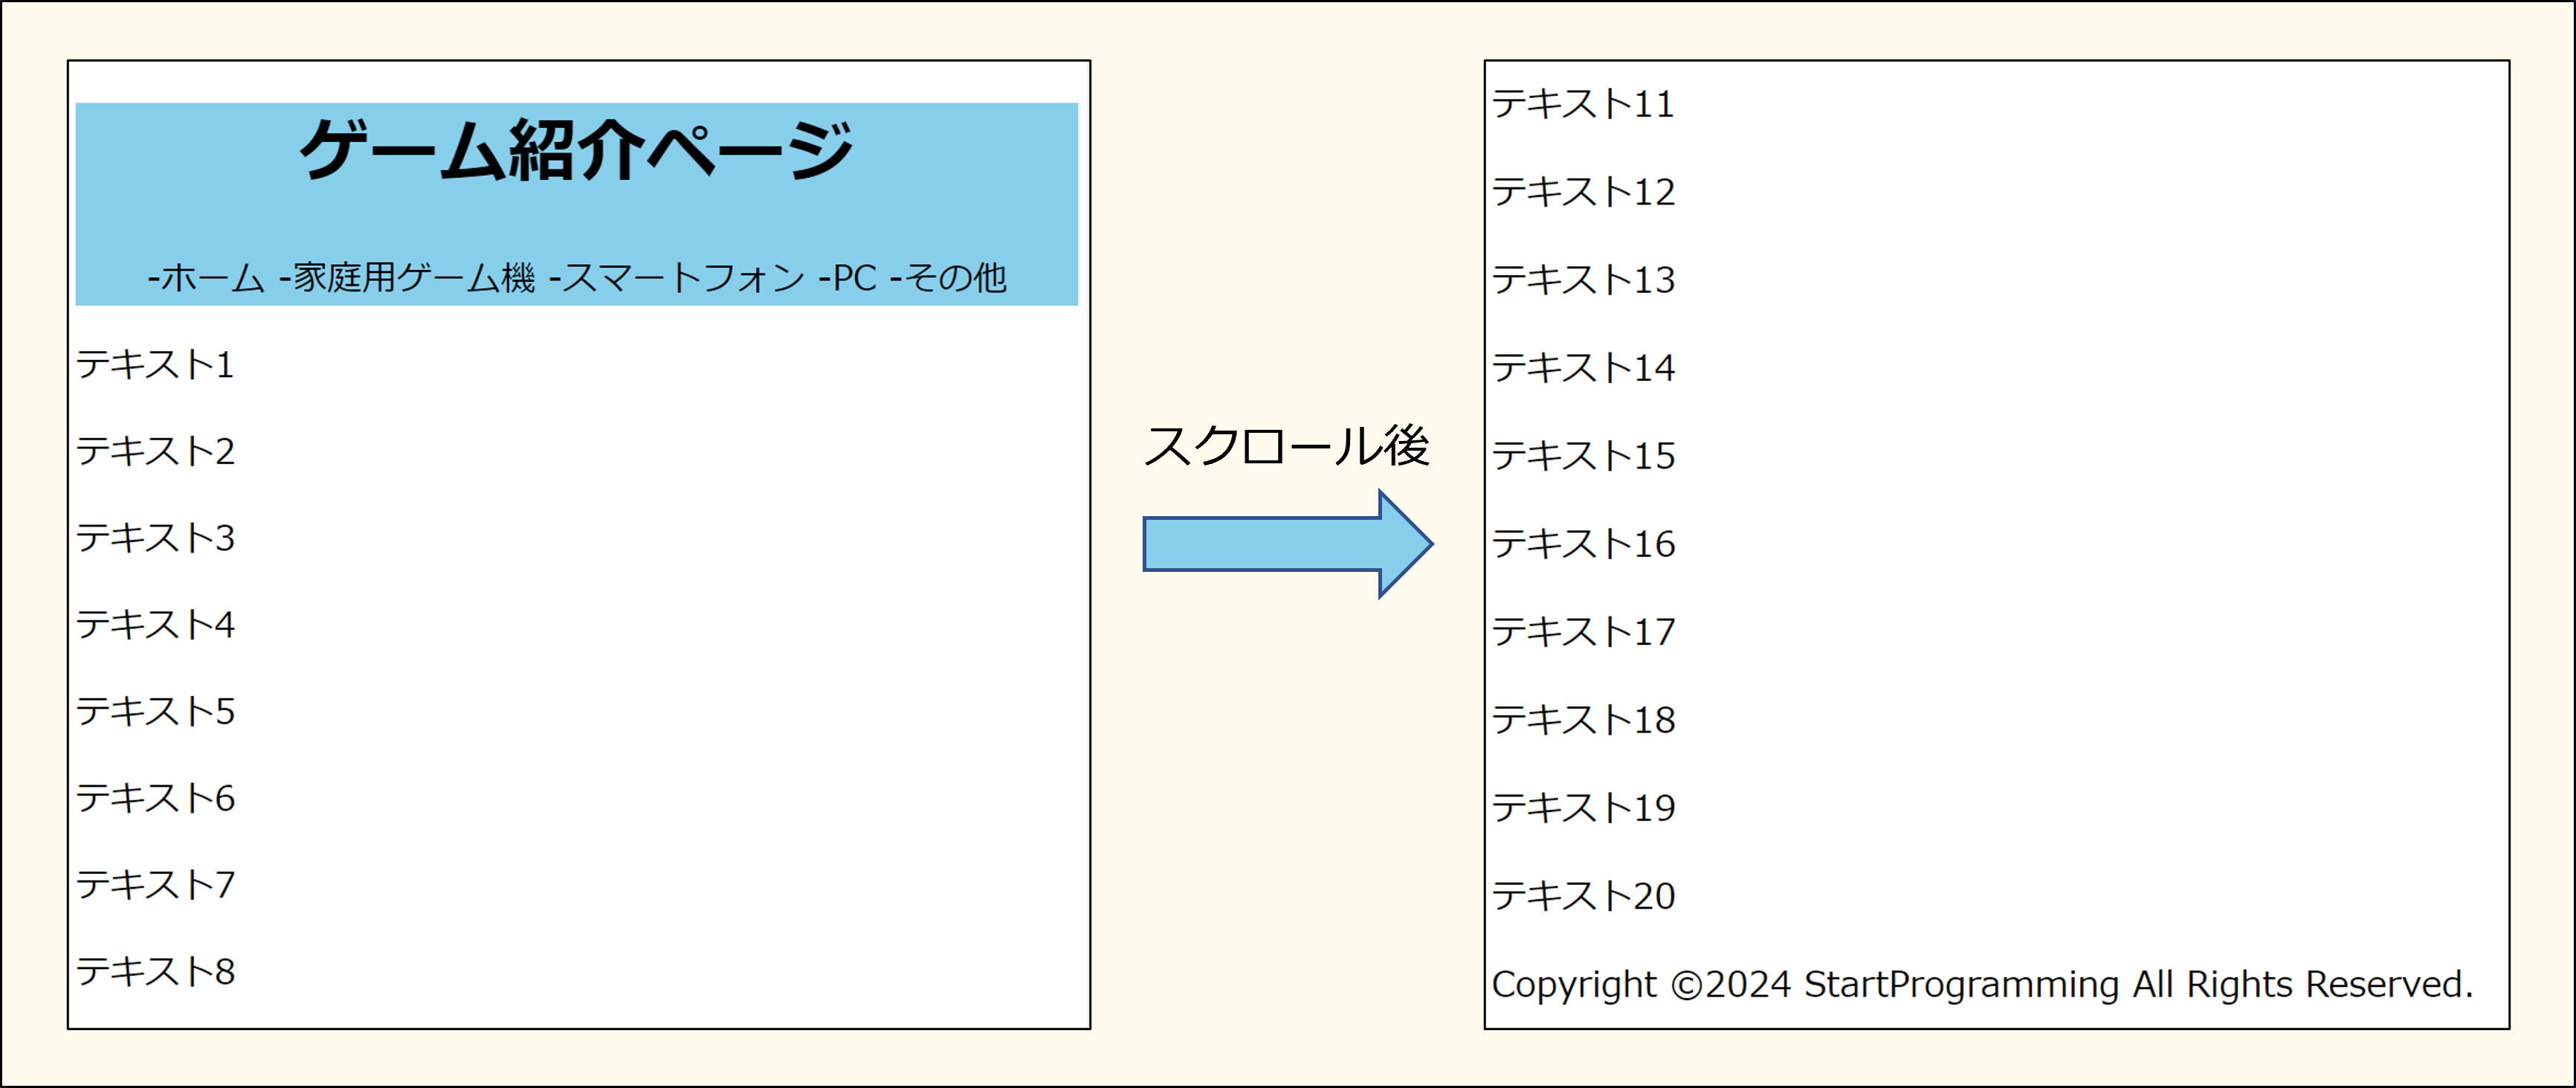 ゲーム紹介ページ
-ホーム -家庭用ゲーム機 -スマートフォン -PC -その他
テキスト1
テキスト2
テキスト3
テキスト4
テキスト5
テキスト6
テキスト7
テキスト8
スクロール後
テキスト11
テキスト12
テキスト13
テキスト14
テキスト15
テキスト16
テキスト17
テキスト18
テキスト19
テキスト20
Copyright ©2024 StartProgramming All Rights Reserved.